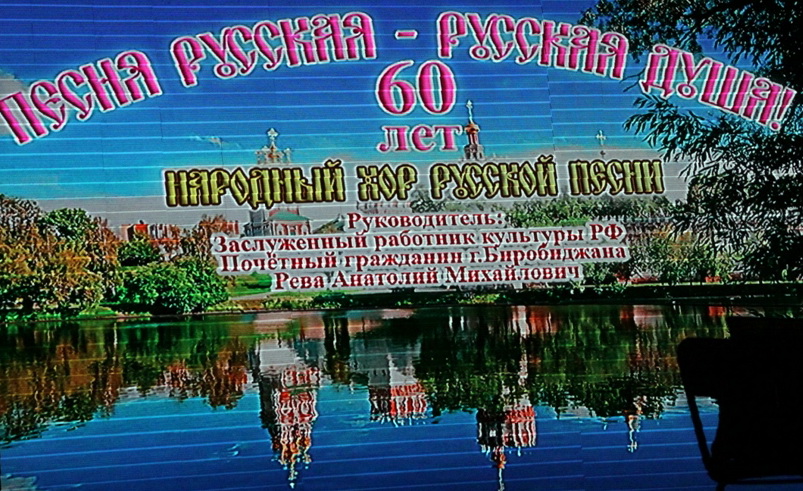 ПЕСНЯ РУССКАЯ - РУССКАЯ ДУША!
60
лет
НАРОДНЫЙ ХОР РУССКОЙ ПЕСНИ
Руководитель:
Заслуженный работник культуры РФ
Почётный гражданин г.Биробиджана
Рева Анатолий Михайлович